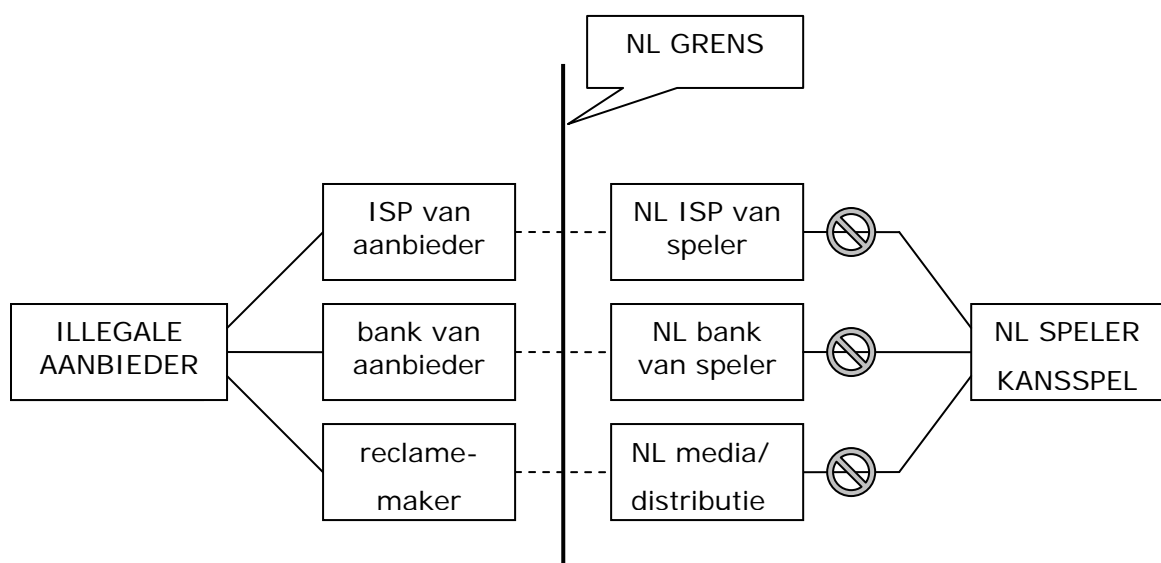 NL GRENS
ISP van
aanbieder
NL ISP van
speler
ILLEGALE
AANBIEDER
bank van
aanbieder
NL bank
van speler
NL SPELER
KANSSPEL
reclame-
maker
NL media/
distributie